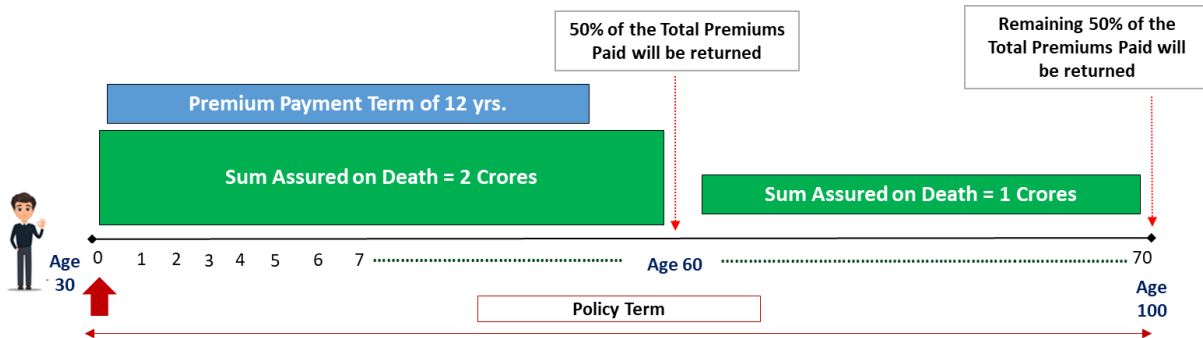 50% of the Total Premiums
Paid will be returned
Remaining 50% of the
Total Premiums Paid will
be returned
Premium Payment Term of 12 yrs.
Sum Assured on Death = 2 Crores
Sum Assured on Death = 1 Crores
Age
30
0 1 2 3 4 5 6 7 Age 60 70
Age
100
Policy Term